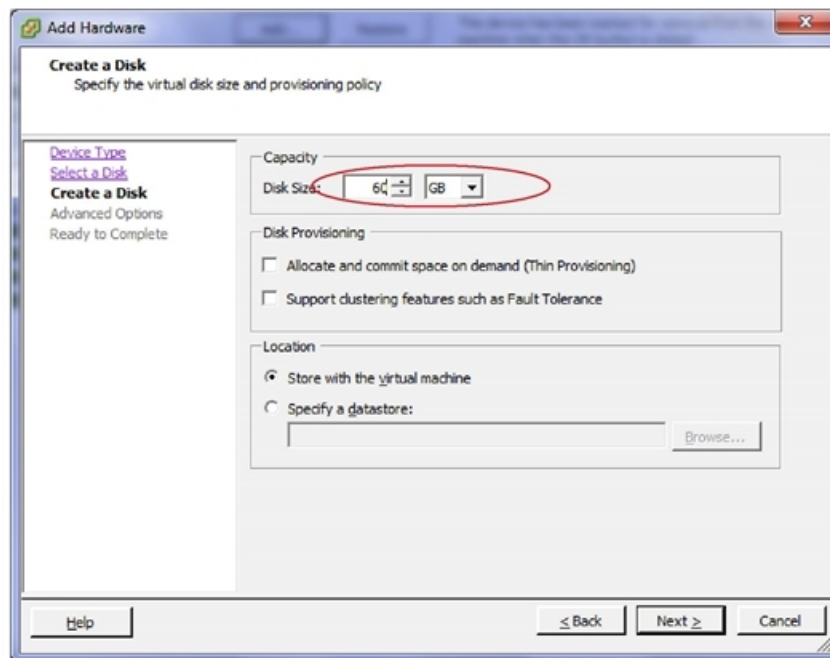 Add Hardware
Create a Disk
Specify the virtual disk size and provisioning policy
Device Type
Select a Disk
Create a Disk
Advanced Options
Ready to Complete
Capacity
Disk Size: 60 GB
Disk Provisioning
Allocate and commit space on demand (Thin Provisioning)
Support clustering features such as Fault Tolerance
Location
Store with the virtual machine
Specify a datastore:
Browse...
Help
< Back Next > Cancel